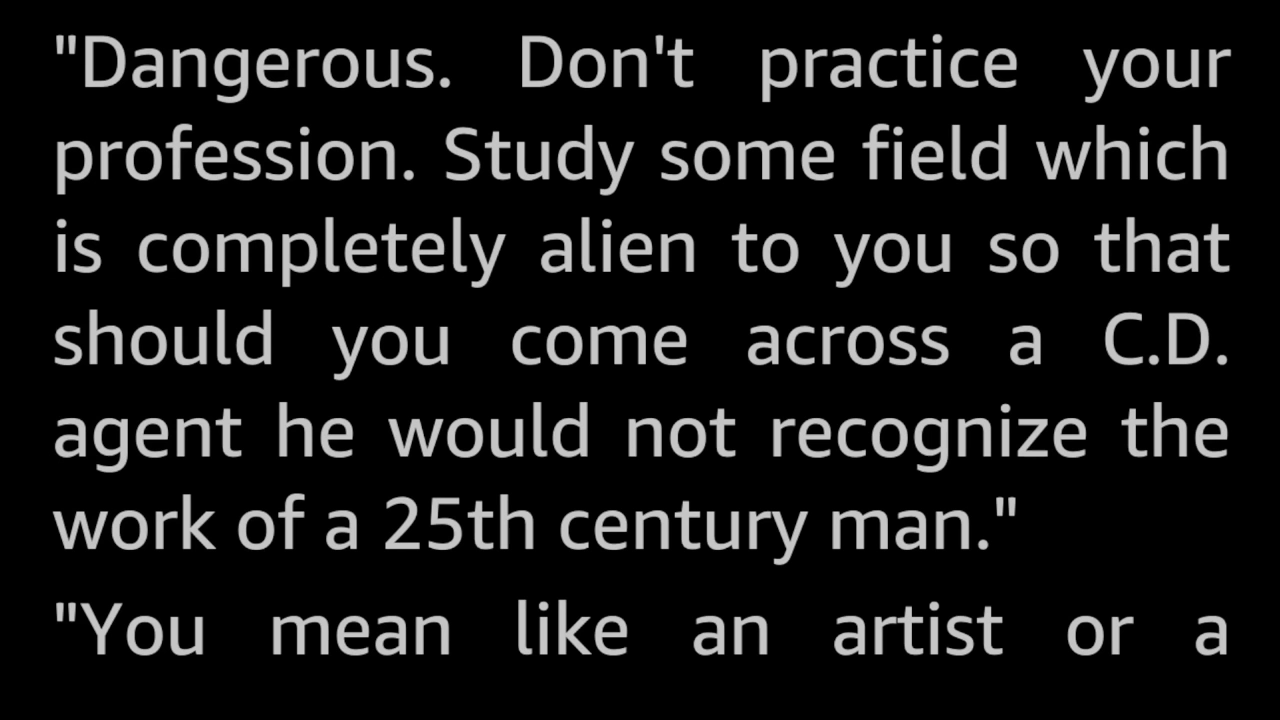 "Dangerous. Don't practice your
profession. Study some field which
is completely alien to you so that
should you come across a C.D.
agent he would not recognize the
work of a 25th century man."
"You mean like an artist or a